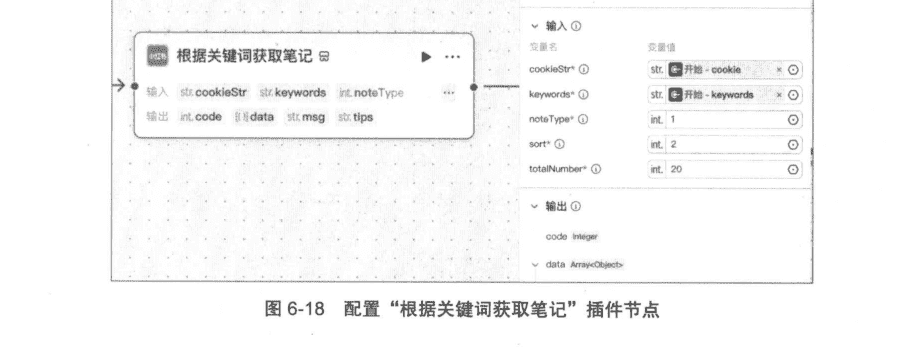 根据关键词获取笔记
输入 str.cookieStr str.keywords int.noteType ...
输出 int.code [{}]data str.msg str.tips
输入
变量名 变量值
cookieStr* str. 开始 - cookie
keywords* str. 开始 - keywords
noteType* int. 1
sort* int. 2
totalNumber* int. 20
输出
code Integer
data Array<Object>
图 6-18 配置“根据关键词获取笔记”插件节点